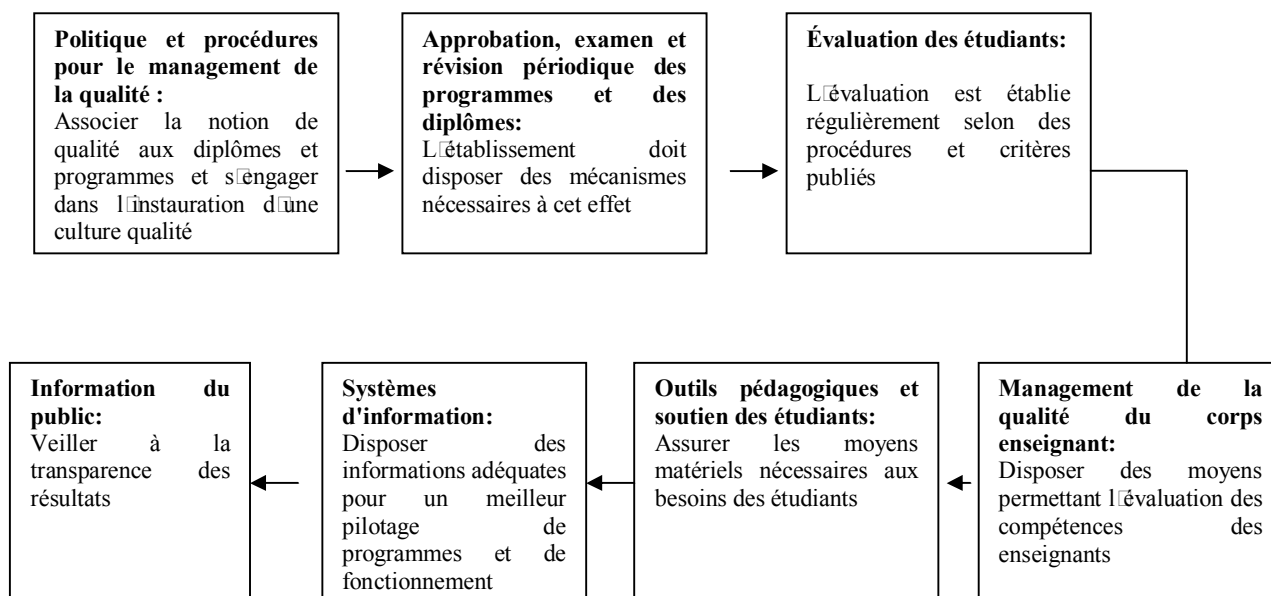 Politique et procédures
pour le management de
la qualité :
Associer la notion de
qualité aux diplômes et
programmes et s□engager
dans l□instauration d□une
culture qualité
Approbation, examen et
révision périodique des
programmes et des
diplômes:
L□établissement doit
disposer des mécanismes
nécessaires à cet effet
Évaluation des étudiants:
L□évaluation est établie
régulièrement selon des
procédures et critères
publiés
Information du
public:
Veiller à la
transparence des
résultats
Systèmes
d'information:
Disposer des
informations adéquates
pour un meilleur
pilotage de
programmes et de
fonctionnement
Outils pédagogiques et
soutien des étudiants:
Assurer les moyens
matériels nécessaires aux
besoins des étudiants
Management de la
qualité du corps
enseignant:
Disposer des moyens
permettant l□évaluation des
compétences des
enseignants